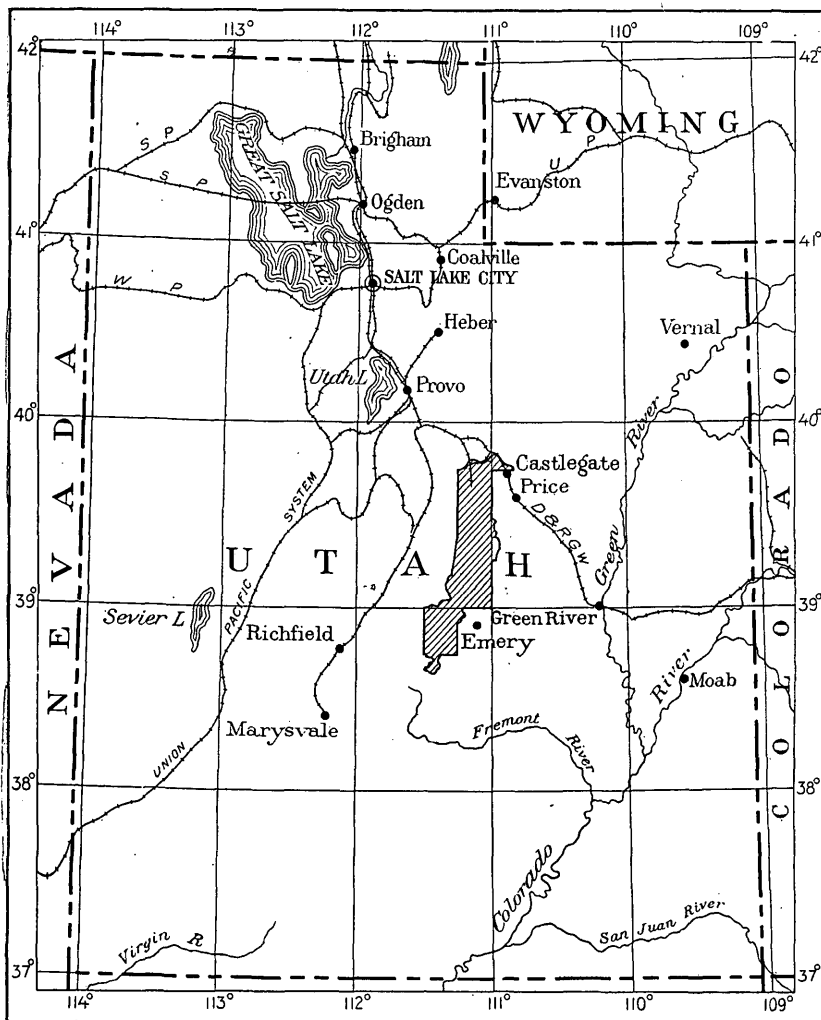 114° 113° 112° 111° 110° 109°
42° 42°
WYOMING
S P
U P
Brigham
Evanston
GREAT SALT LAKE
S P
Ogden
41° 41°
Coalville
W P
SALT LAKE CITY
Heber
Vernal
NEVADA
Utah L
Provo
River
40° 40°
COLORADO
Castlegate
Price
SYSTEM
D & R G W
Green
UTAH
39° 39°
Sevier L
PACIFIC
Green River
Richfield
Emery
River
Moab
Marysvale
Fremont
River
UNION
38° 38°
Colorado
Virgin R
San Juan River
37° 37°
114° 113° 112° 111° 110° 109°